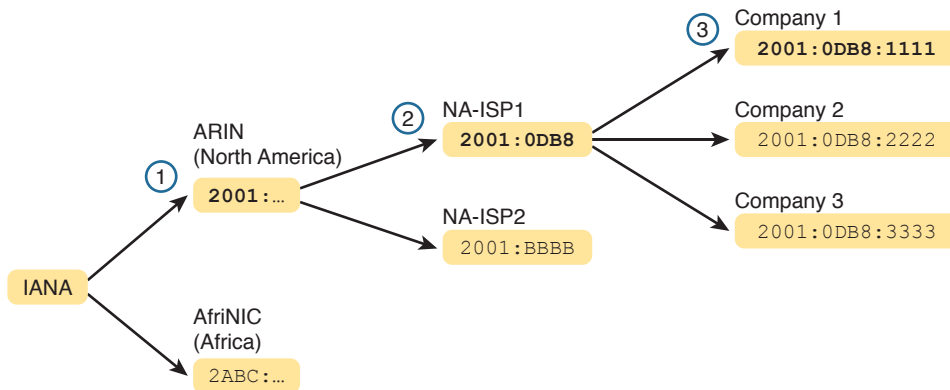 IANA
1
ARIN
(North America)
2001:…
AfriNIC
(Africa)
2ABC:…
2
NA-ISP1
2001:0DB8
NA-ISP2
2001:BBBB
3
Company 1
2001:0DB8:1111
Company 2
2001:0DB8:2222
Company 3
2001:0DB8:3333